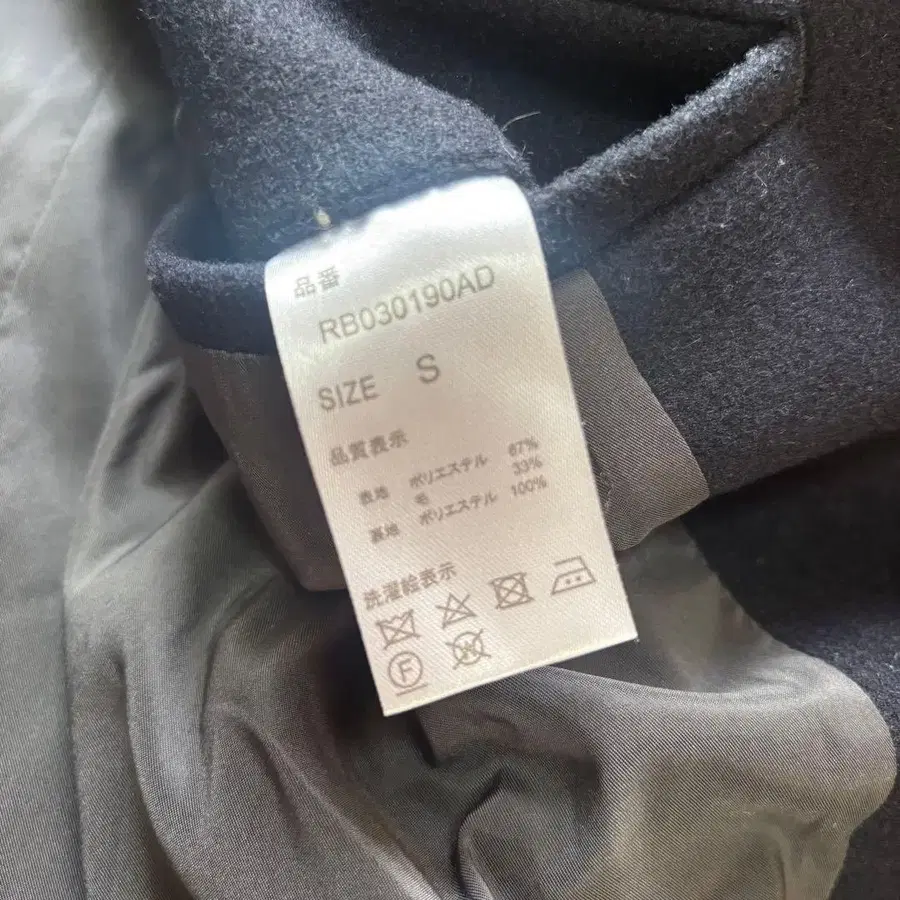 品番
RB030190AD
SIZE S
品質表示
表地 ポリエステル 67%
毛 33%
裏地 ポリエステル 100%
洗濯絵表示
F W